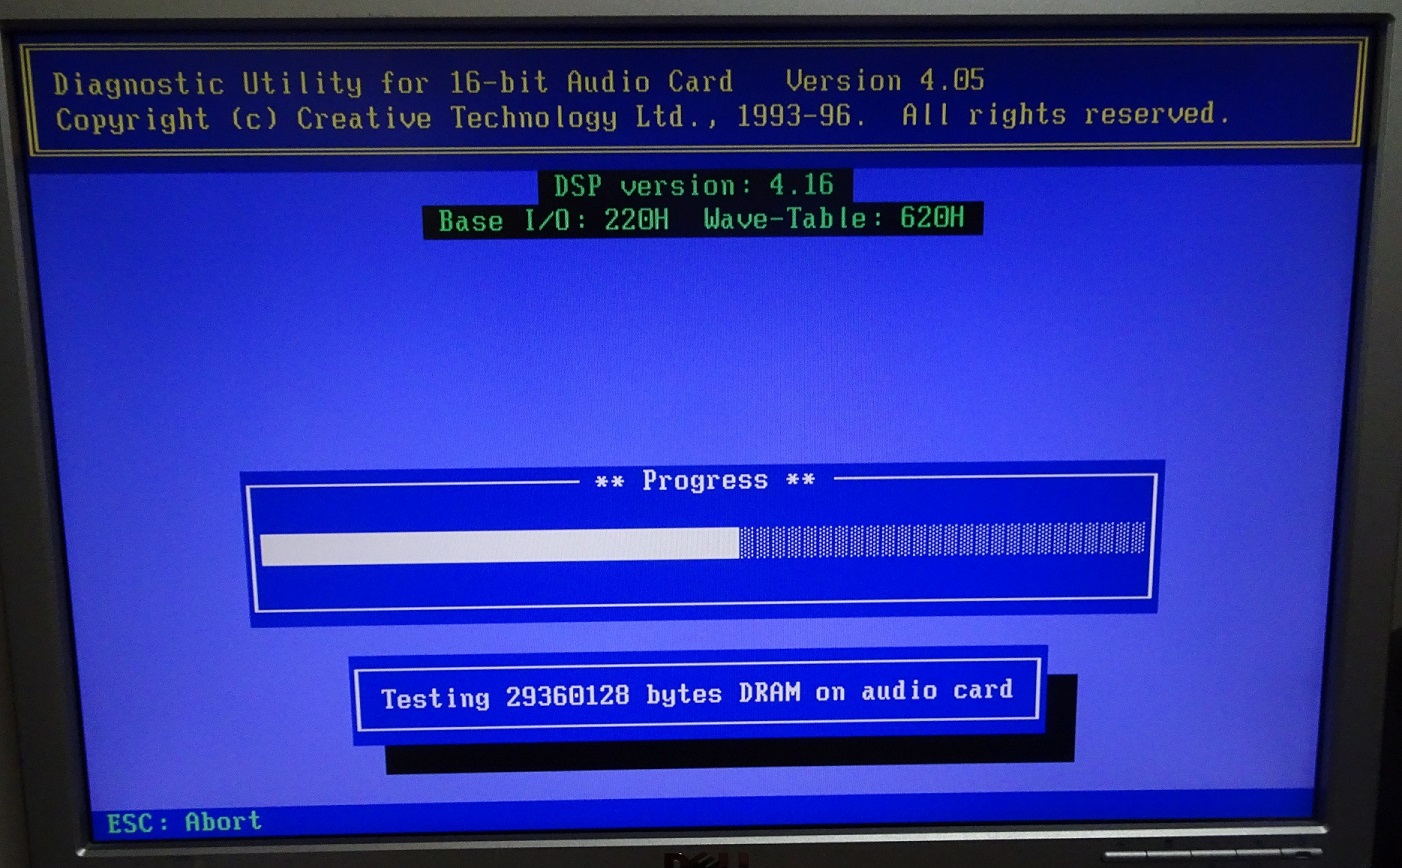 Diagnostic Utility for 16-bit Audio Card   Version 4.05
Copyright (c) Creative Technology Ltd., 1993-96.  All rights reserved.
DSP version: 4.16
Base I/O: 220H  Wave-Table: 620H
** Progress **
Testing 29360128 bytes DRAM on audio card
ESC: Abort
DELL